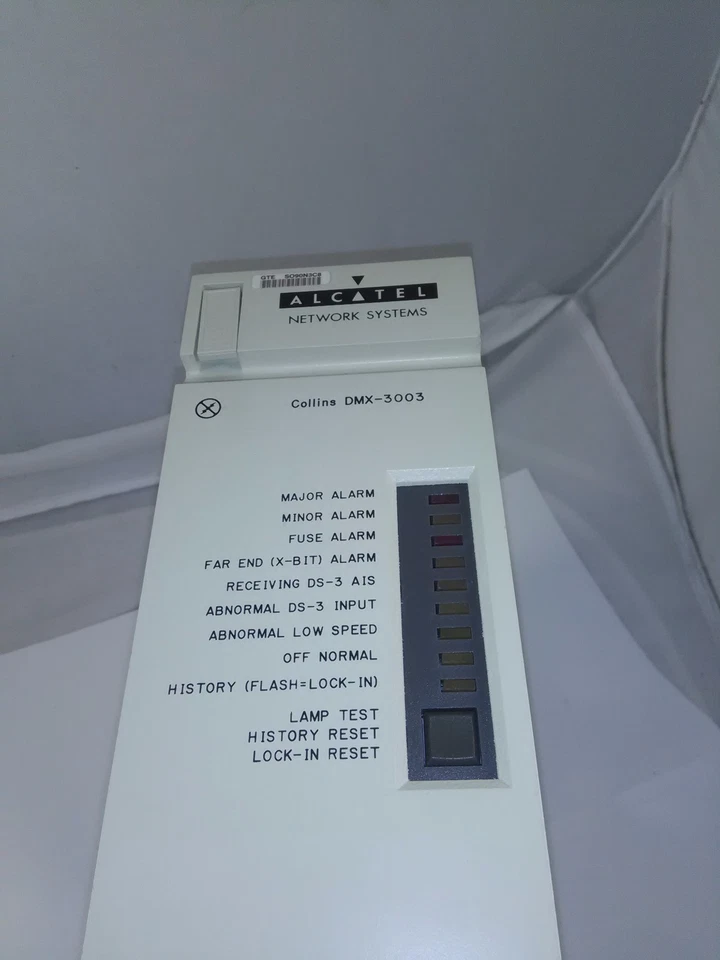 GTE SO90N3C8
ALCATEL
NETWORK SYSTEMS
Collins DMX-3003
MAJOR ALARM
MINOR ALARM
FUSE ALARM
FAR END (X-BIT) ALARM
RECEIVING DS-3 AIS
ABNORMAL DS-3 INPUT
ABNORMAL LOW SPEED
OFF NORMAL
HISTORY (FLASH=LOCK-IN)
LAMP TEST
HISTORY RESET
LOCK-IN RESET